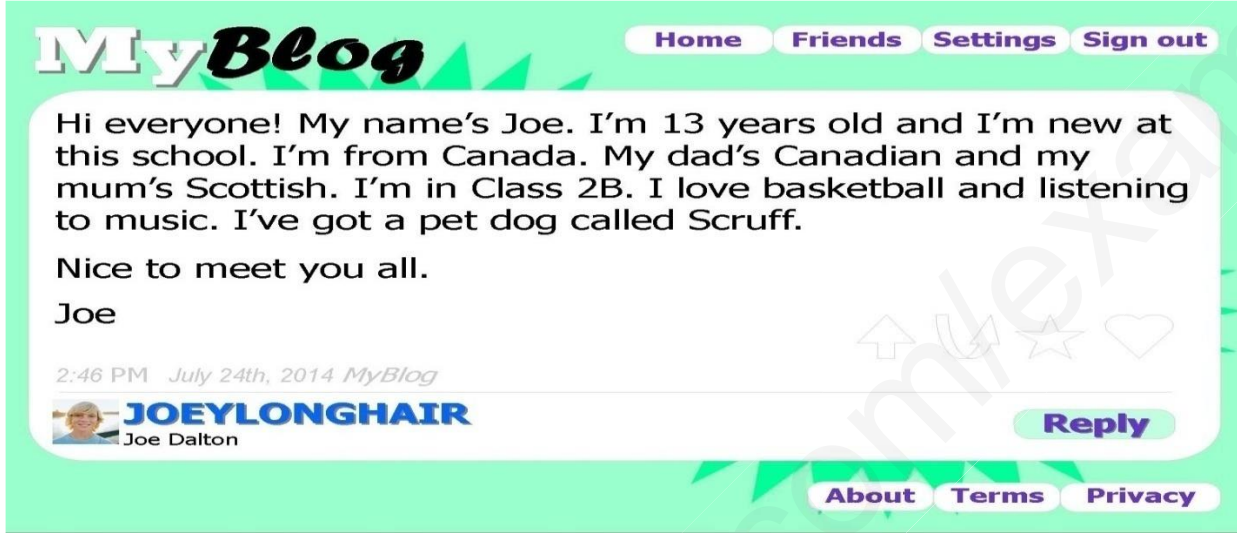 MyBlog
Home Friends Settings Sign out
Hi everyone! My name’s Joe. I’m 13 years old and I’m new at
this school. I’m from Canada. My dad’s Canadian and my
mum’s Scottish. I’m in Class 2B. I love basketball and listening
to music. I’ve got a pet dog called Scruff.
Nice to meet you all.
Joe
2:46 PM July 24th, 2014 MyBlog
JOEYLONGHAIR
Joe Dalton
Reply
About Terms Privacy